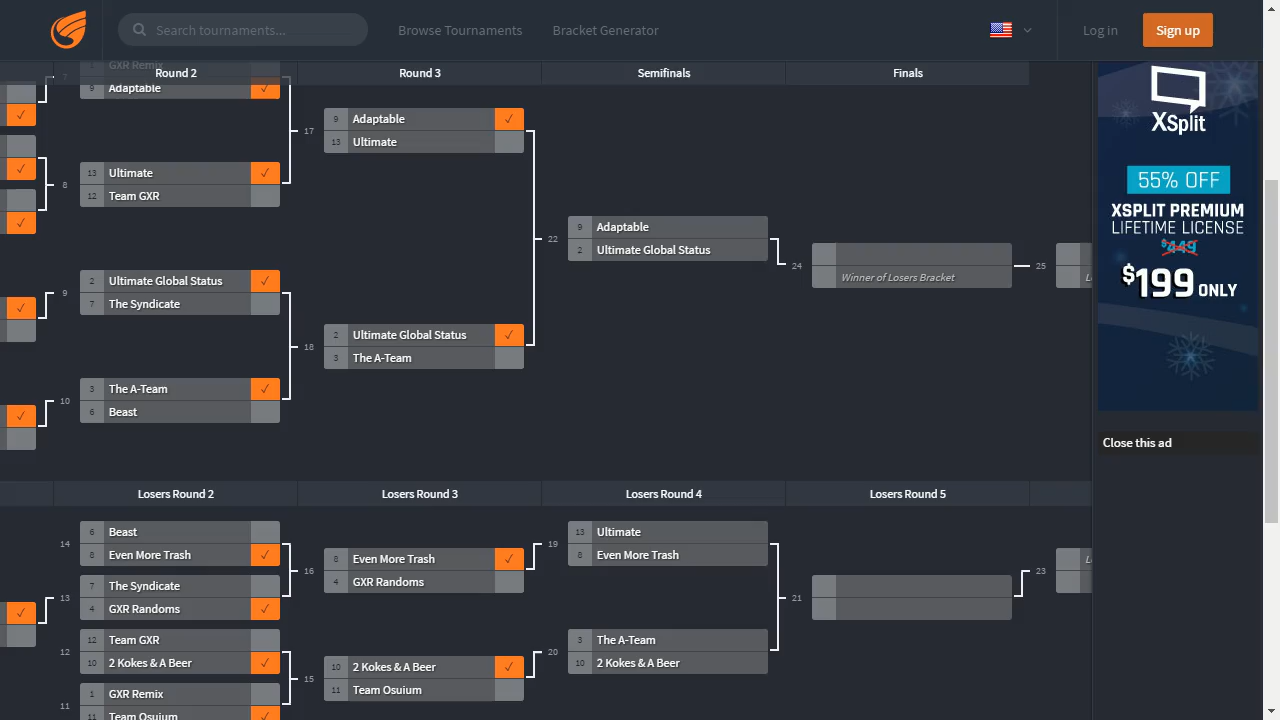 Search tournaments...
Browse Tournaments
Bracket Generator
Log in
Sign up
Round 2
Round 3
Semifinals
Finals
7
1 GXR Remix
9 Adaptable ✓
17
9 Adaptable ✓
13 Ultimate
8
13 Ultimate ✓
12 Team GXR
22
9 Adaptable
2 Ultimate Global Status
24
Winner of Losers Bracket
25
9
2 Ultimate Global Status ✓
7 The Syndicate
18
2 Ultimate Global Status ✓
3 The A-Team
10
3 The A-Team ✓
6 Beast
Losers Round 2
Losers Round 3
Losers Round 4
Losers Round 5
14
6 Beast
8 Even More Trash ✓
16
8 Even More Trash ✓
4 GXR Randoms
19
13 Ultimate
8 Even More Trash
13
7 The Syndicate
4 GXR Randoms ✓
21
23
12
12 Team GXR
10 2 Kokes & A Beer ✓
15
10 2 Kokes & A Beer ✓
11 Team Osuium
20
3 The A-Team
10 2 Kokes & A Beer
11
1 GXR Remix
11 Team Osuium ✓
XSplit
55% OFF
XSPLIT PREMIUM
LIFETIME LICENSE
$449
$199 ONLY
Close this ad